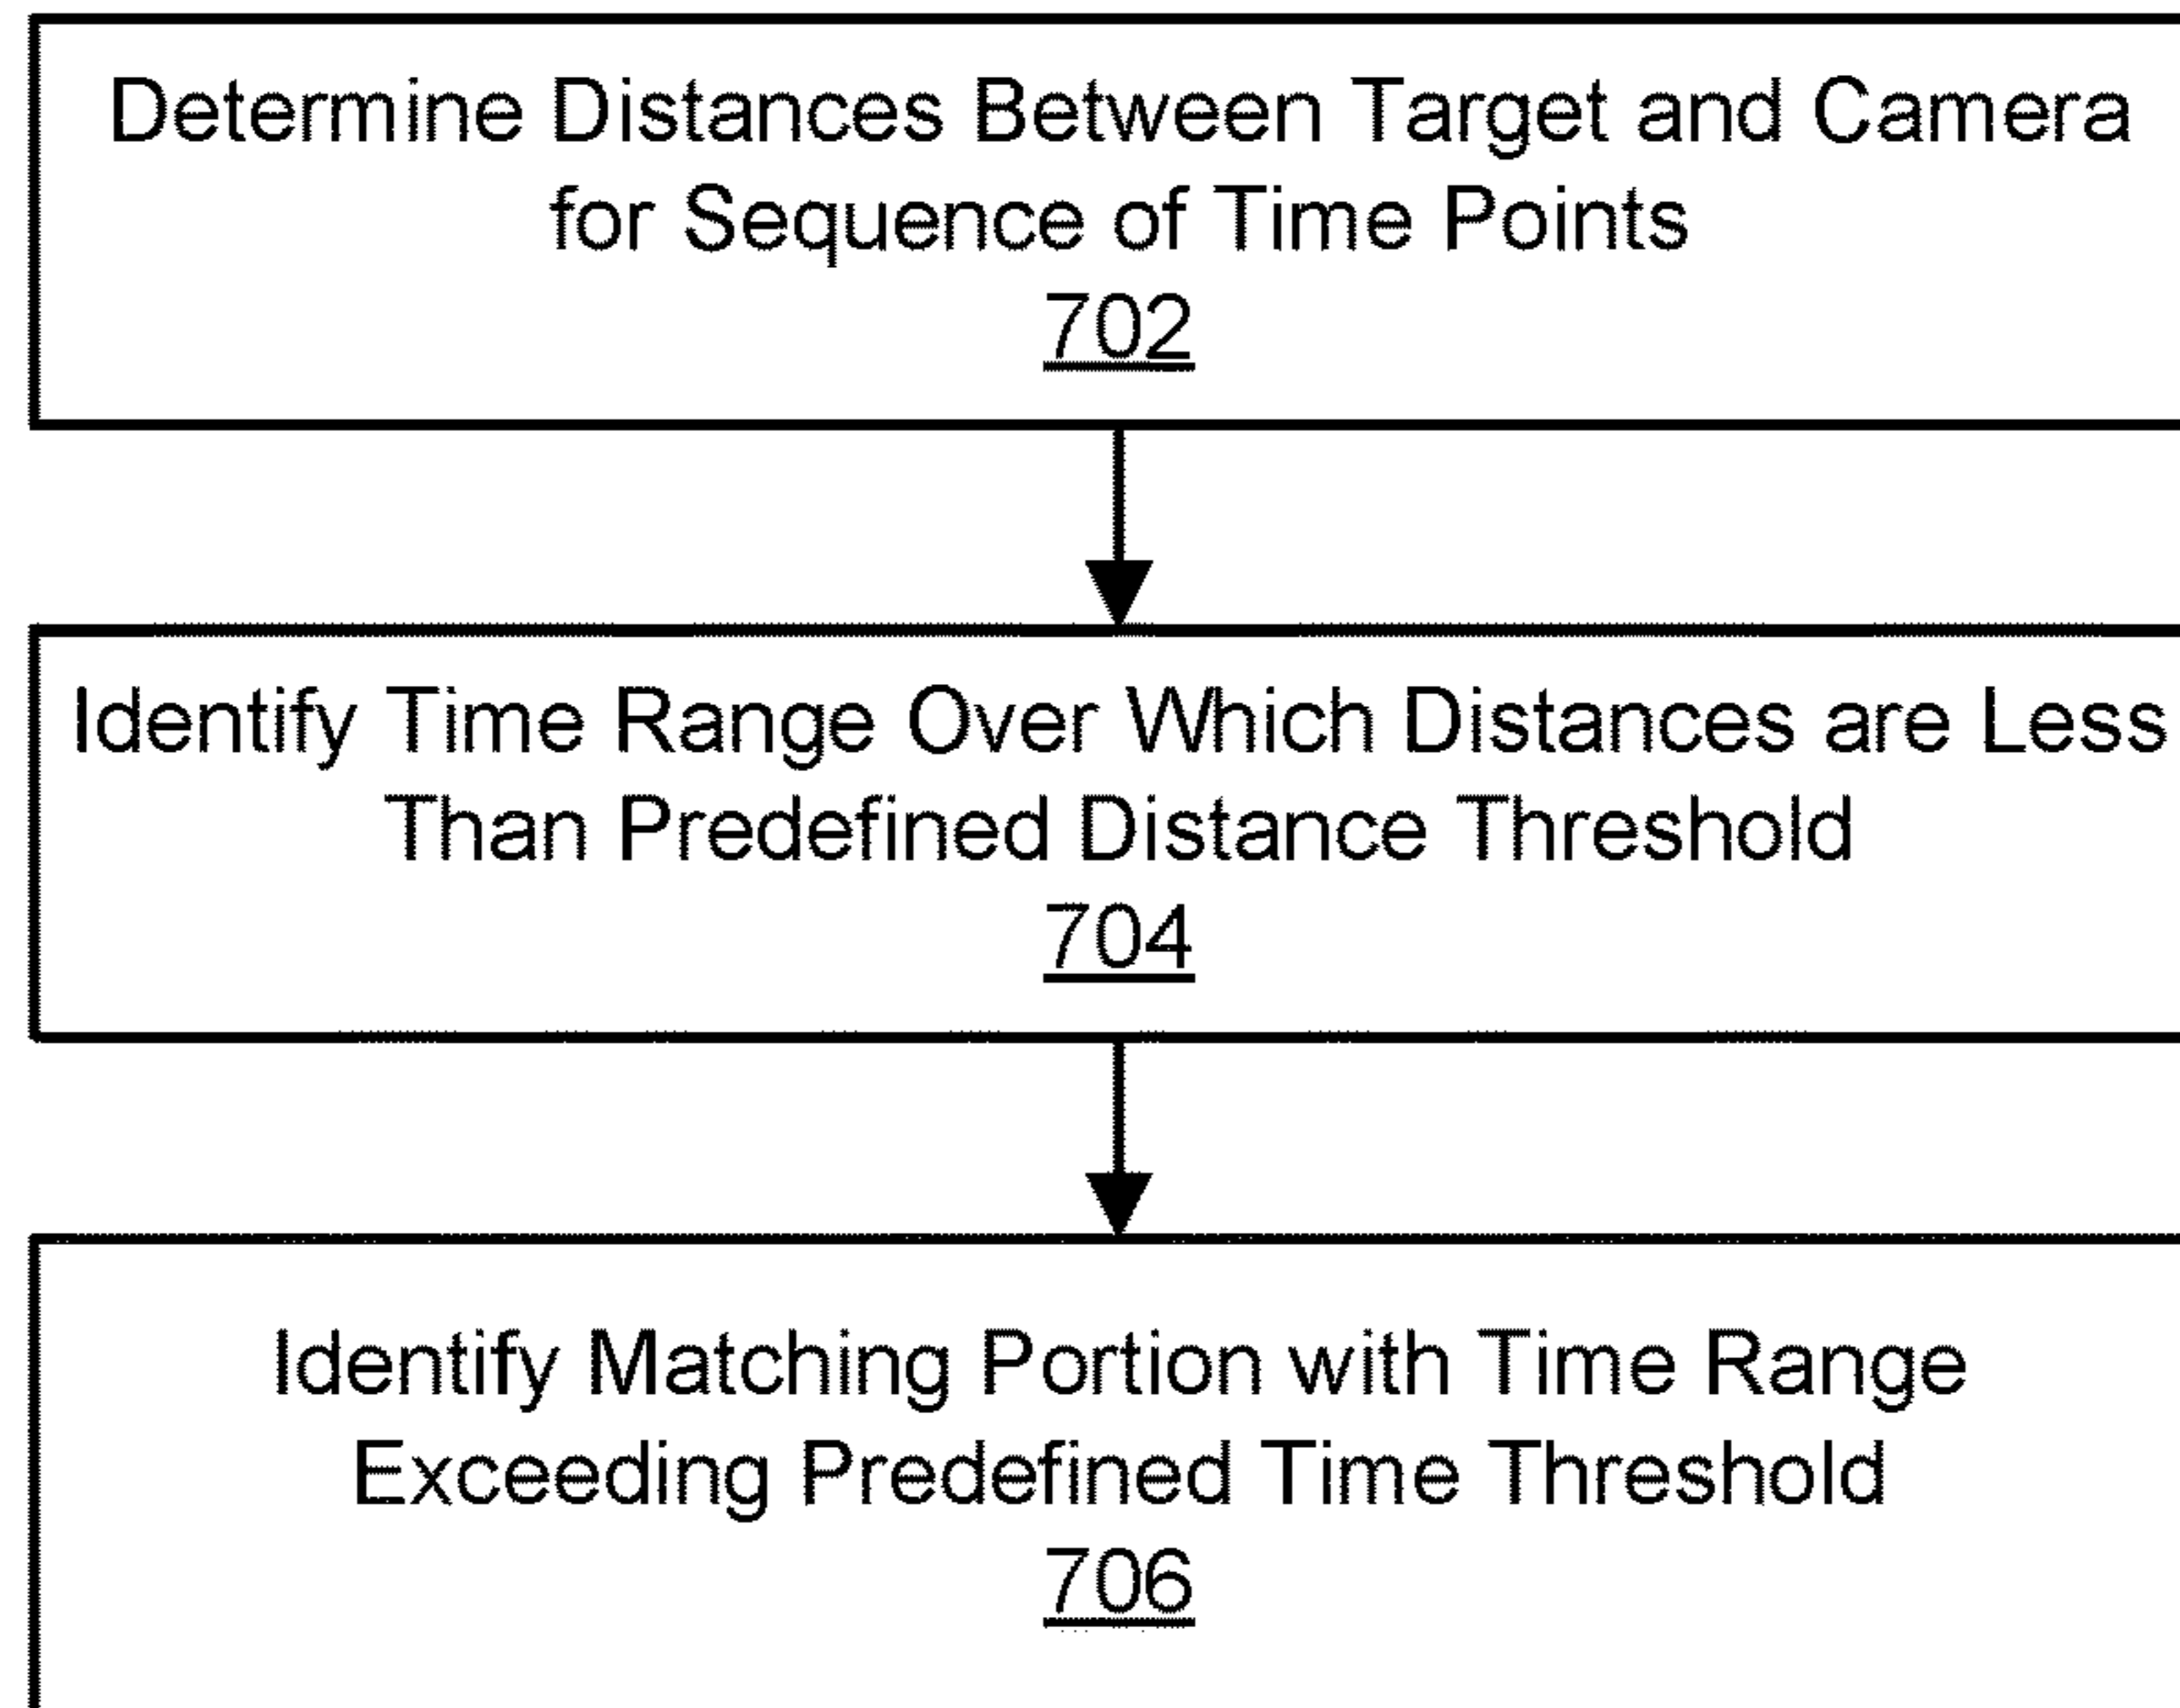 Determine Distances Between Target and Camera
for Sequence of Time Points
702
Identify Time Range Over Which Distances are Less
Than Predefined Distance Threshold
704
Identify Matching Portion with Time Range
Exceeding Predefined Time Threshold
706